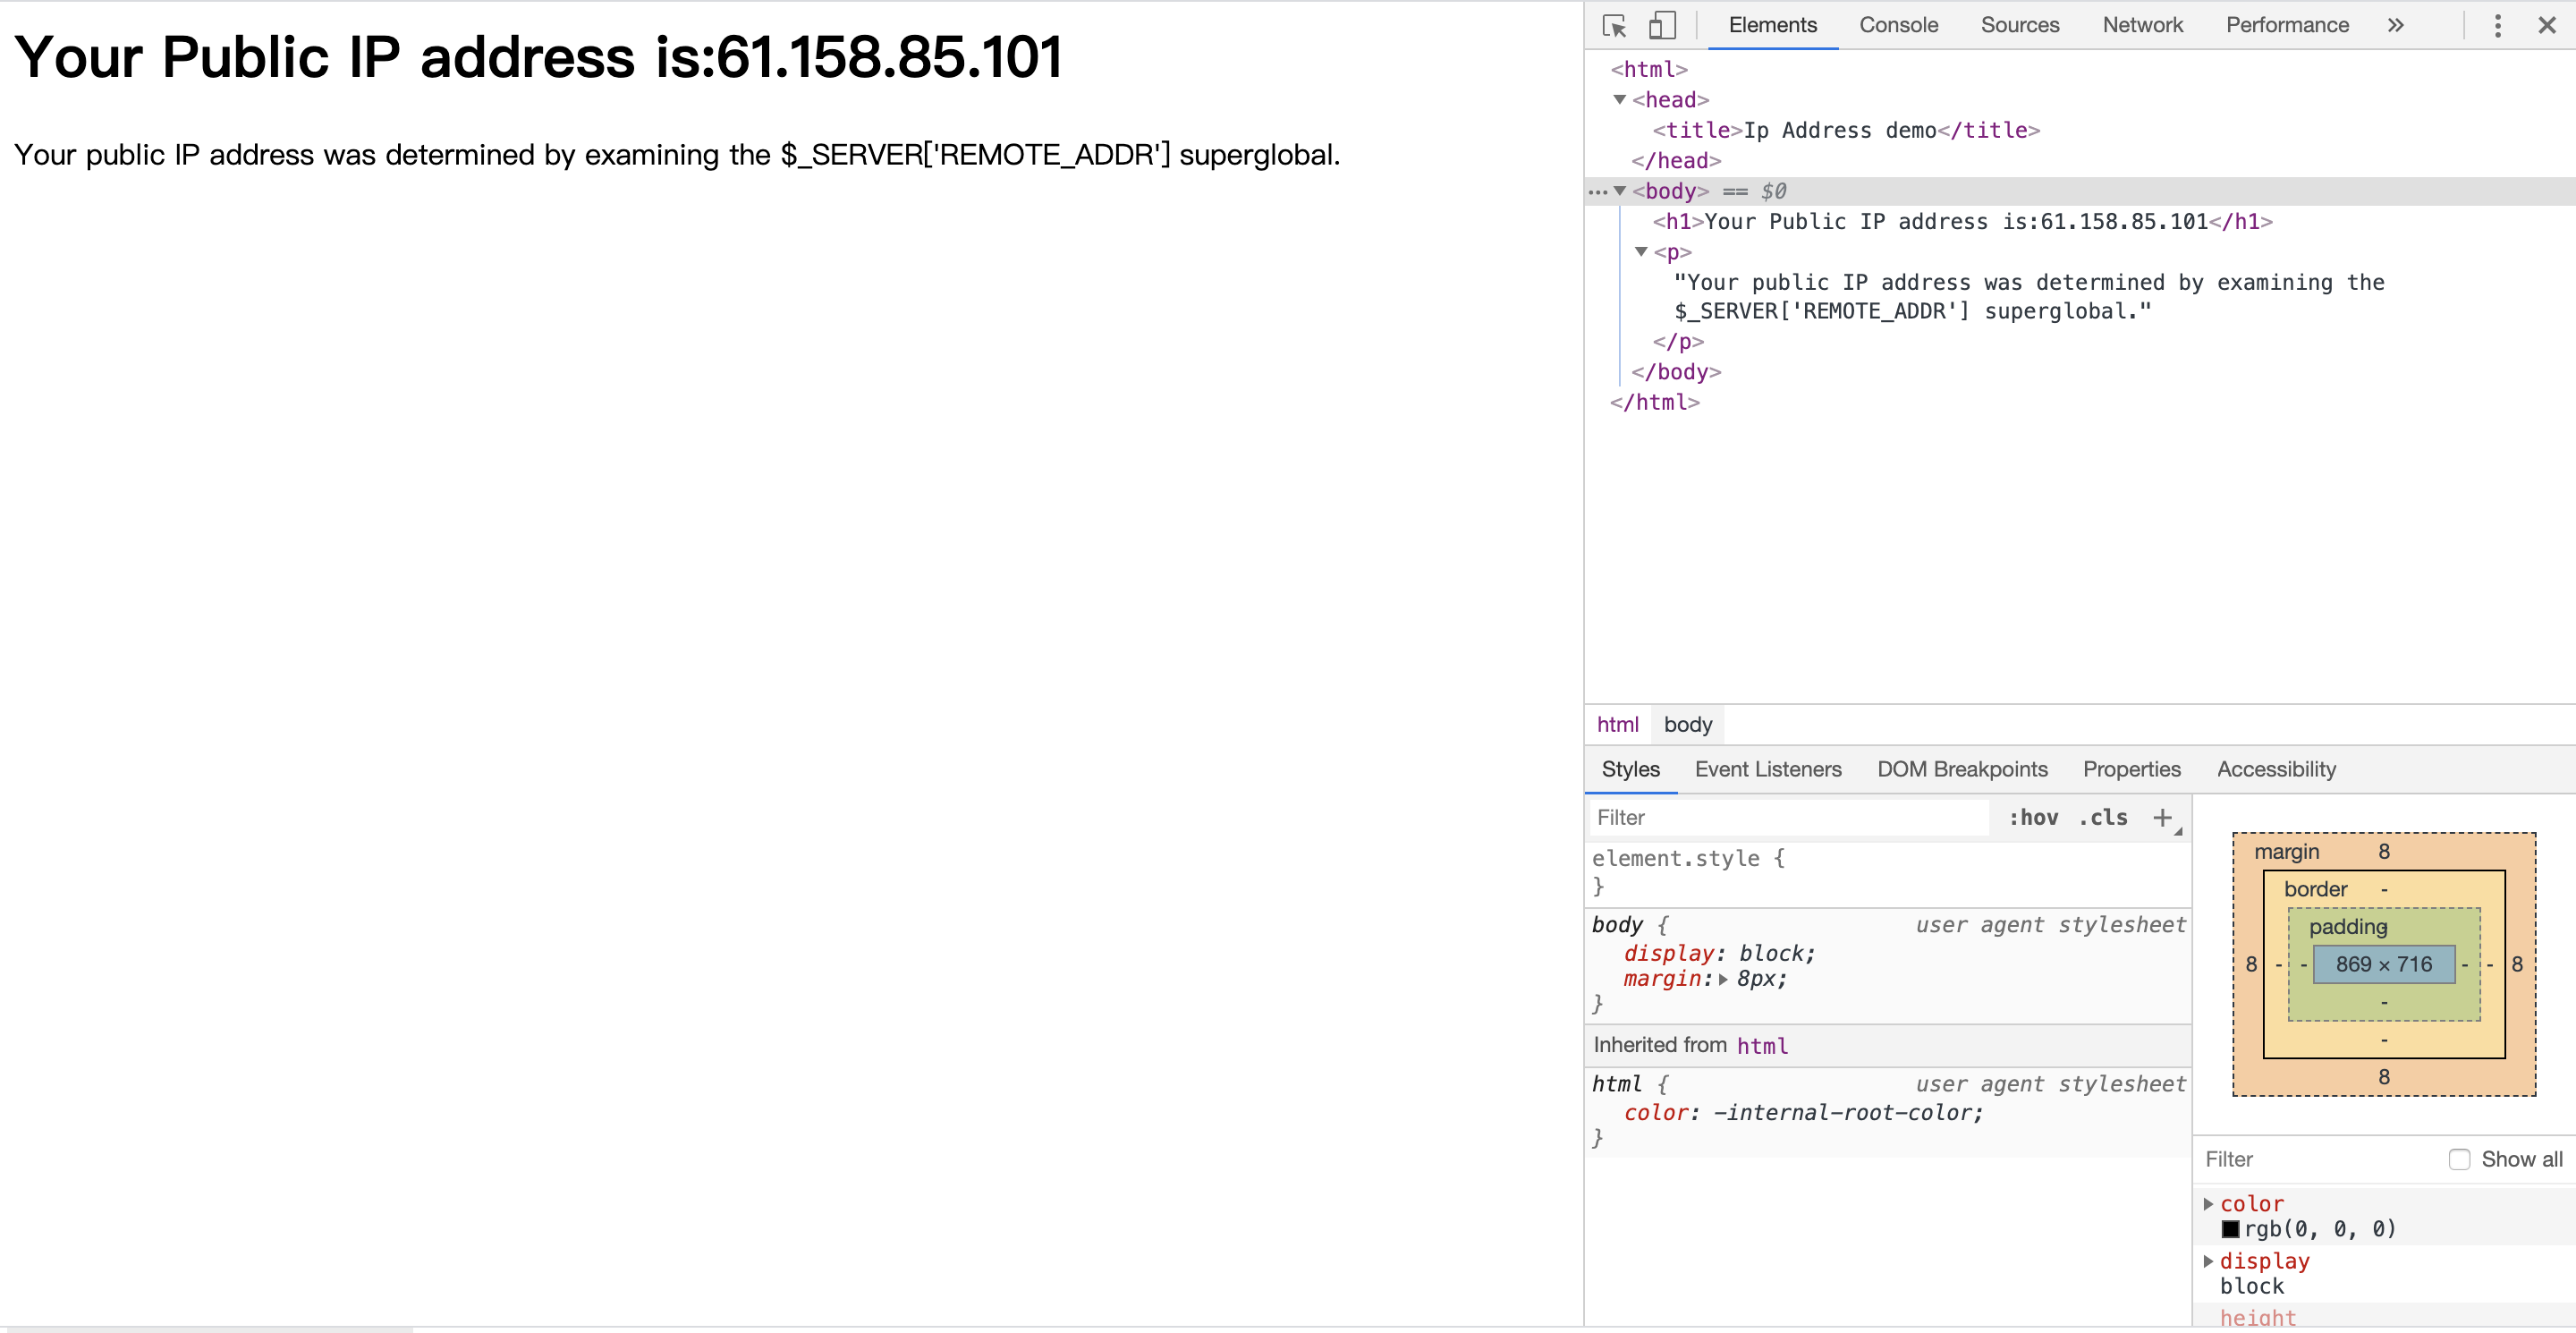 Your Public IP address is:61.158.85.101
Your public IP address was determined by examining the $_SERVER['REMOTE_ADDR'] superglobal.
Elements Console Sources Network Performance »
<html>
<head>
<title>Ip Address demo</title>
</head>
<body> == $0
<h1>Your Public IP address is:61.158.85.101</h1>
<p>
"Your public IP address was determined by examining the
$_SERVER['REMOTE_ADDR'] superglobal."
</p>
</body>
</html>
html body
Styles Event Listeners DOM Breakpoints Properties Accessibility
Filter :hov .cls +
element.style {
}
body { user agent stylesheet
display: block;
margin: 8px;
}
Inherited from html
html { user agent stylesheet
color: -internal-root-color;
}
margin 8
border -
padding -
8 - - 869 × 716 - - 8
-
-
8
Filter Show all
color
rgb(0, 0, 0)
display
block
height